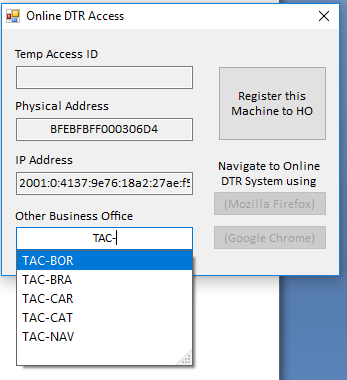 Online DTR Access
Temp Access ID
Physical Address
BFEBFBFF000306D4
IP Address
2001:0:4137:9e76:18a2:27ae:f5
Other Business Office
TAC-
TAC-BOR
TAC-BRA
TAC-CAR
TAC-CAT
TAC-NAV
Register this
Machine to HO
Navigate to Online
DTR System using
(Mozilla Firefox)
(Google Chrome)